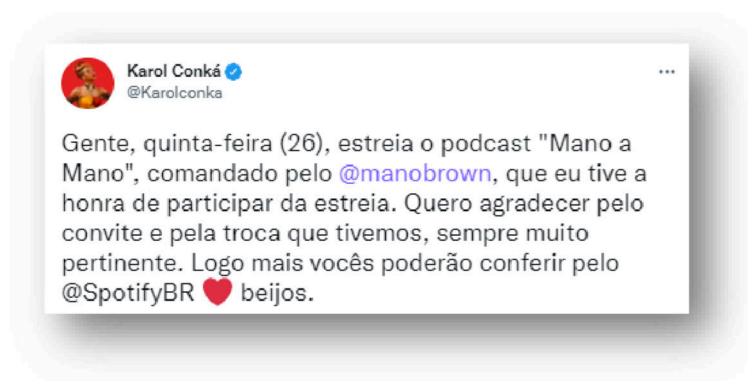 Karol Conká
@Karolconka
Gente, quinta-feira (26), estreia o podcast "Mano a
Mano", comandado pelo @manobrown, que eu tive a
honra de participar da estreia. Quero agradecer pelo
convite e pela troca que tivemos, sempre muito
pertinente. Logo mais vocês poderão conferir pelo
@SpotifyBR ❤️ beijos.